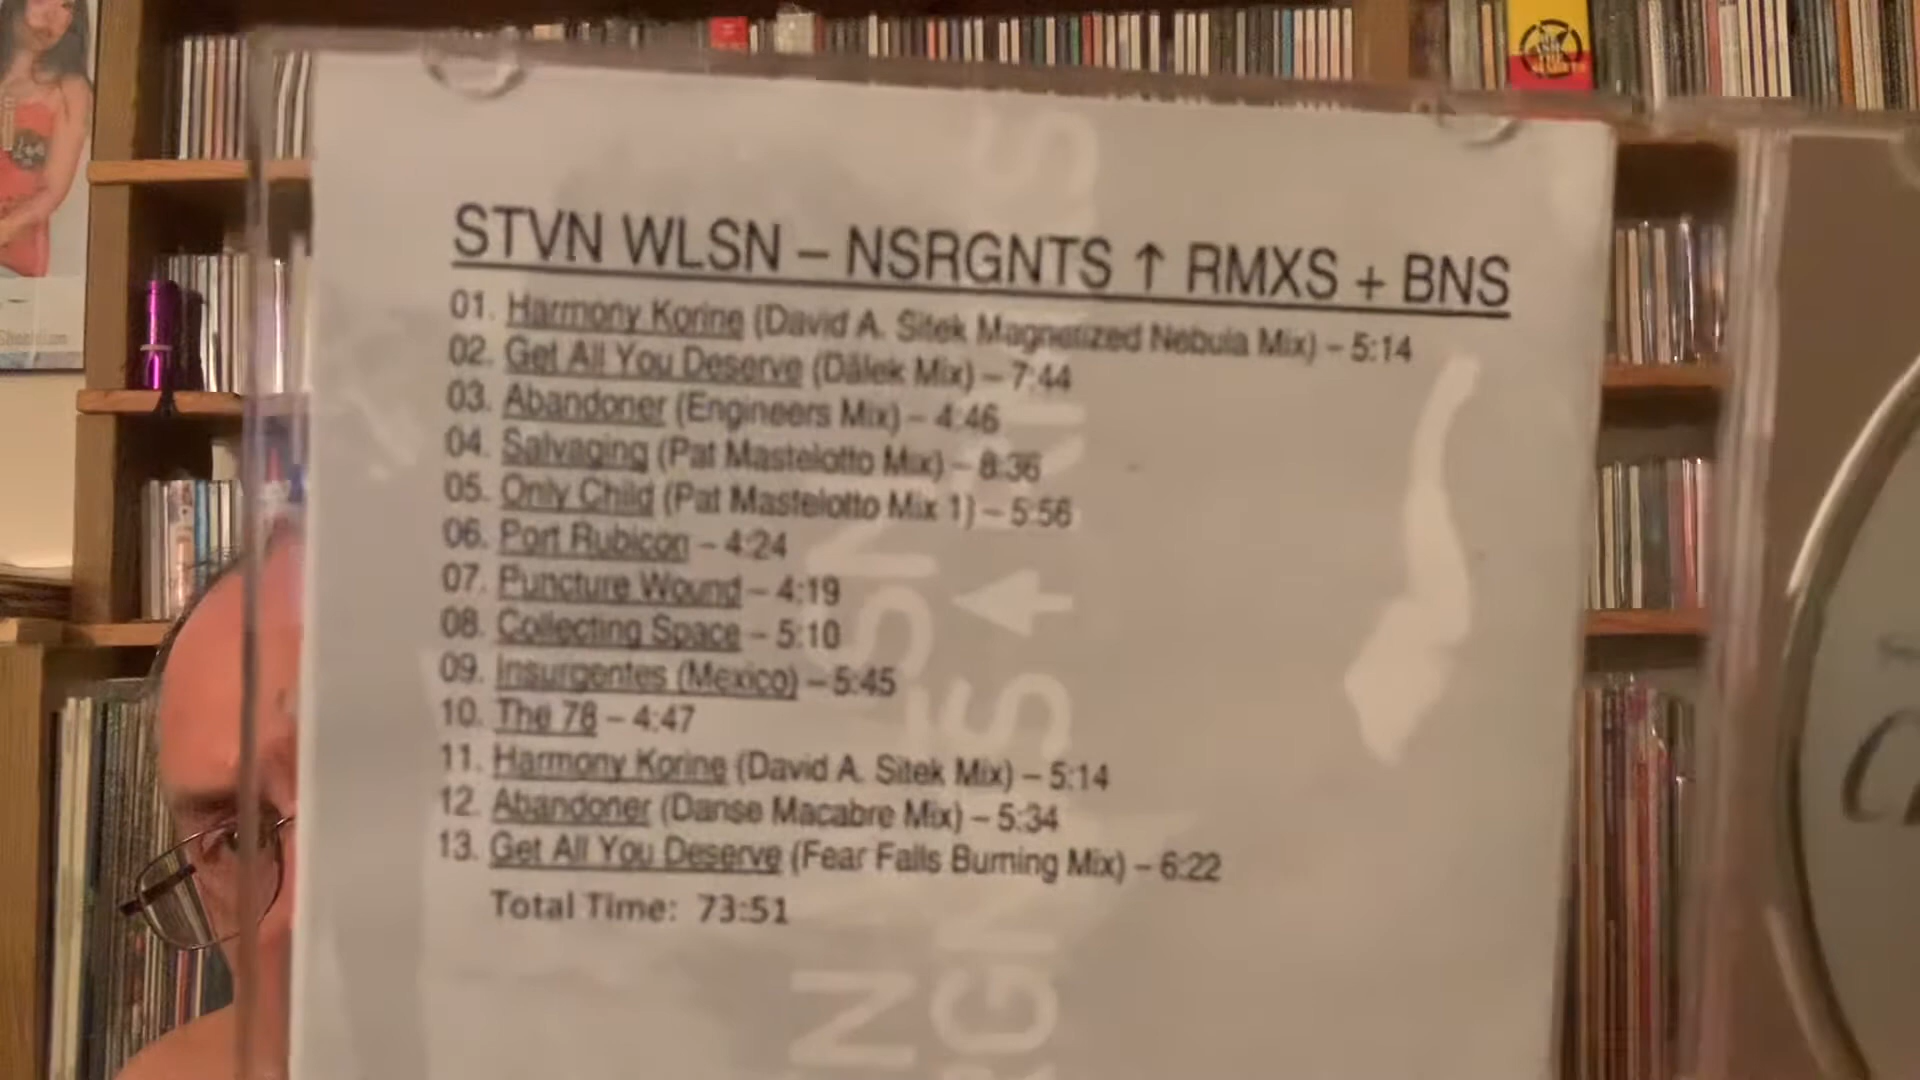 STVN WLSN – NSRGNTS ↑ RMXS + BNS
01. Harmony Korine (David A. Sitek Magnetized Nebula Mix) – 5:14
02. Get All You Deserve (Dälek Mix) – 7:44
03. Abandoner (Engineers Mix) – 4:46
04. Salvaging (Pat Mastelotto Mix) – 8:36
05. Only Child (Pat Mastelotto Mix 1) – 5:56
06. Port Rubicon – 4:24
07. Puncture Wound – 4:19
08. Collecting Space – 5:10
09. Insurgentes (Mexico) – 5:45
10. The 78 – 4:47
11. Harmony Korine (David A. Sitek Mix) – 5:14
12. Abandoner (Danse Macabre Mix) – 5:34
13. Get All You Deserve (Fear Falls Burning Mix) – 6:22
Total Time: 73:51